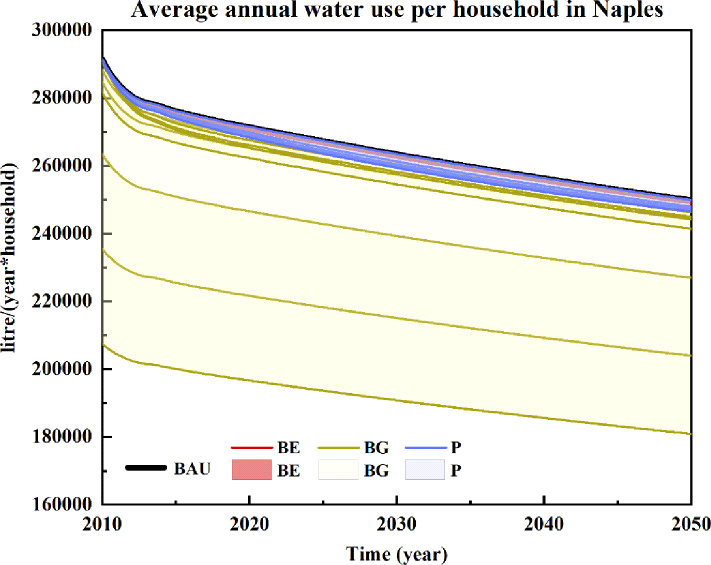 Average annual water use per household in Naples
litre/(year*household)
300000
280000
260000
240000
220000
200000
180000
160000
BAU
BE BG P
BE BG P
2010 2020 2030 2040 2050
Time (year)